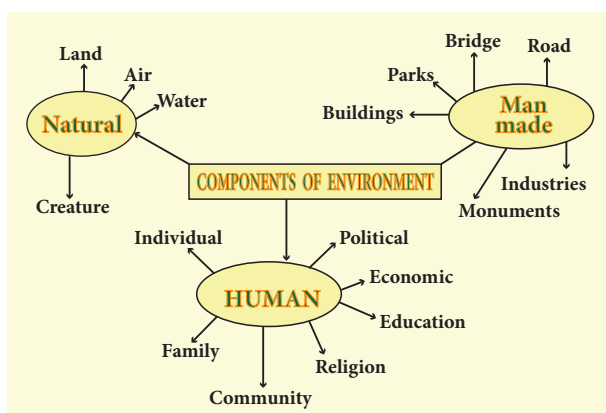 Land
Air
Water
Natural
Creature
Bridge
Road
Parks
Buildings
Man
made
Industries
Monuments
COMPONENTS OF ENVIRONMENT
Individual
Political
Economic
HUMAN
Education
Family
Religion
Community